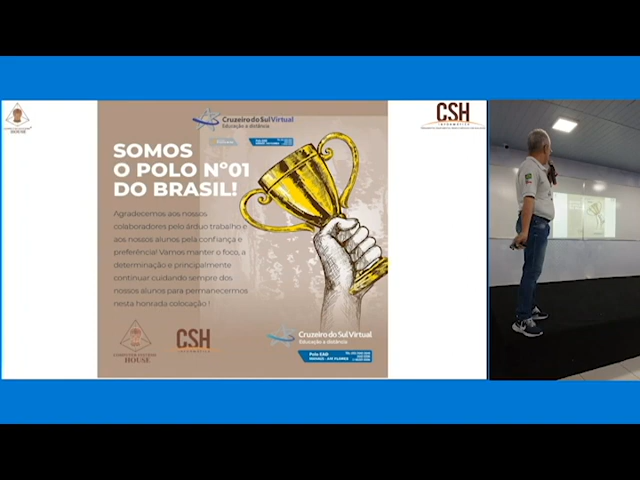 Cruzeiro do Sul Virtual
Educação a distância
CSH
INFORMÁTICA
SOMOS
O POLO Nº01
DO BRASIL!
Agradecemos aos nossos
colaboradores pelo árduo trabalho e
aos nossos alunos pela confiança e
preferência! Vamos manter o foco, a
determinação e principalmente
continuar cuidando sempre dos
nossos alunos para permanecermos
nesta honrada colocação !
HOUSE
CSH
INFORMÁTICA
Cruzeiro do Sul Virtual
Educação a distância
Polo EAD